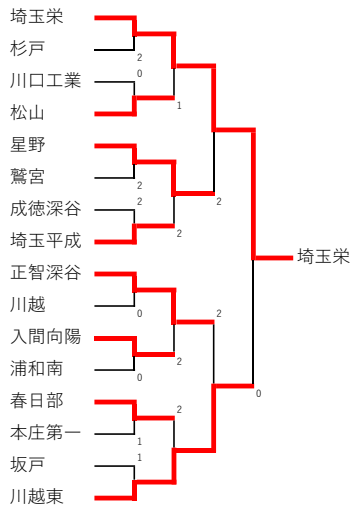 埼玉栄
杉戸
2
川口工業
0
松山
1
星野
鷲宮
2
成徳深谷
2
2
埼玉平成
2
埼玉栄
正智深谷
川越
0
2
入間向陽
2
浦和南
0
春日部
2
0
本庄第一
1
坂戸
1
川越東